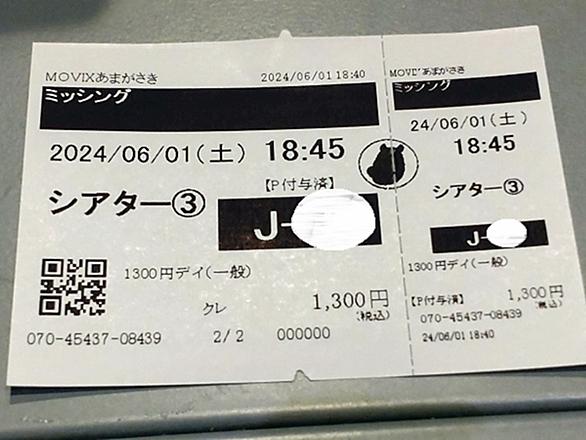 MOVIXあまがさき 2024/06/01 18:40
ミッシング
2024/06/01(土) 18:45
【P付与済】
シアター③
J-
1300円デイ(一般)
クレ 1,300円
(税込)
070-45437-08439 2/2 000000
あまがさき
ミッシング
24/06/01(土)
18:45
シアター③
J-
1300円デイ(一般)
【P付与済】 1,300円
(税込)
070-45437-08439
24/06/01 18:40